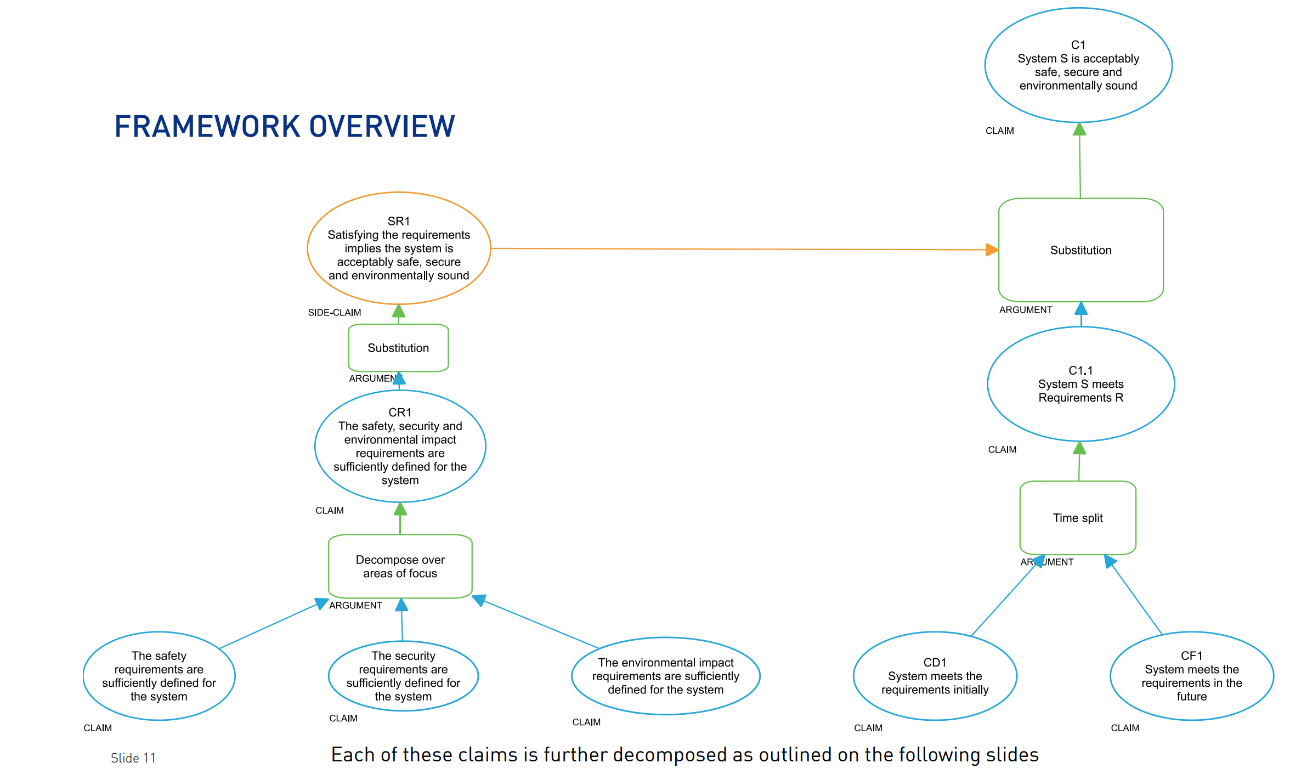 C1
System S is acceptably
safe, secure and
environmentally sound
CLAIM
FRAMEWORK OVERVIEW
SR1
Satisfying the requirements
implies the system is
acceptably safe, secure
and environmentally sound
SIDE-CLAIM
Substitution
ARGUMENT
Substitution
ARGUMENT
C1.1
System S meets
Requirements R
CLAIM
CR1
The safety, security and
environmental impact
requirements are
sufficiently defined for the
system
CLAIM
Time split
ARGUMENT
Decompose over
areas of focus
ARGUMENT
The safety
requirements are
sufficiently defined for
the system
CLAIM
The security
requirements are
sufficiently defined for
the system
CLAIM
The environmental impact
requirements are sufficiently
defined for the system
CLAIM
CD1
System meets the
requirements initially
CLAIM
CF1
System meets the
requirements in the
future
CLAIM
Slide 11
Each of these claims is further decomposed as outlined on the following slides